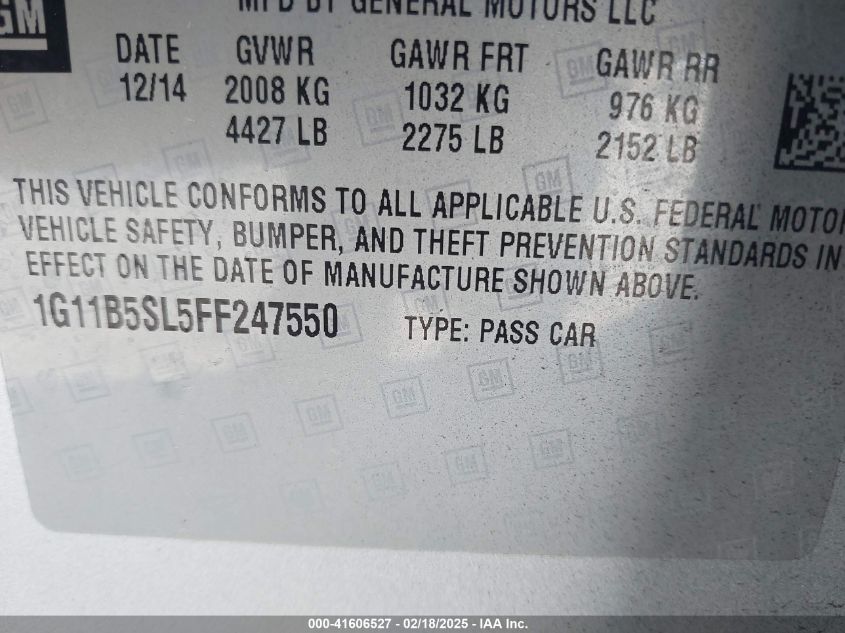 GM
MFD BY GENERAL MOTORS LLC
DATE GVWR GAWR FRT GAWR RR
12/14 2008 KG 1032 KG 976 KG
4427 LB 2275 LB 2152 LB
THIS VEHICLE CONFORMS TO ALL APPLICABLE U.S. FEDERAL MOTOR
VEHICLE SAFETY, BUMPER, AND THEFT PREVENTION STANDARDS IN
EFFECT ON THE DATE OF MANUFACTURE SHOWN ABOVE.
1G11B5SL5FF247550 TYPE: PASS CAR
000-41606527 - 02/18/2025 - IAA Inc.